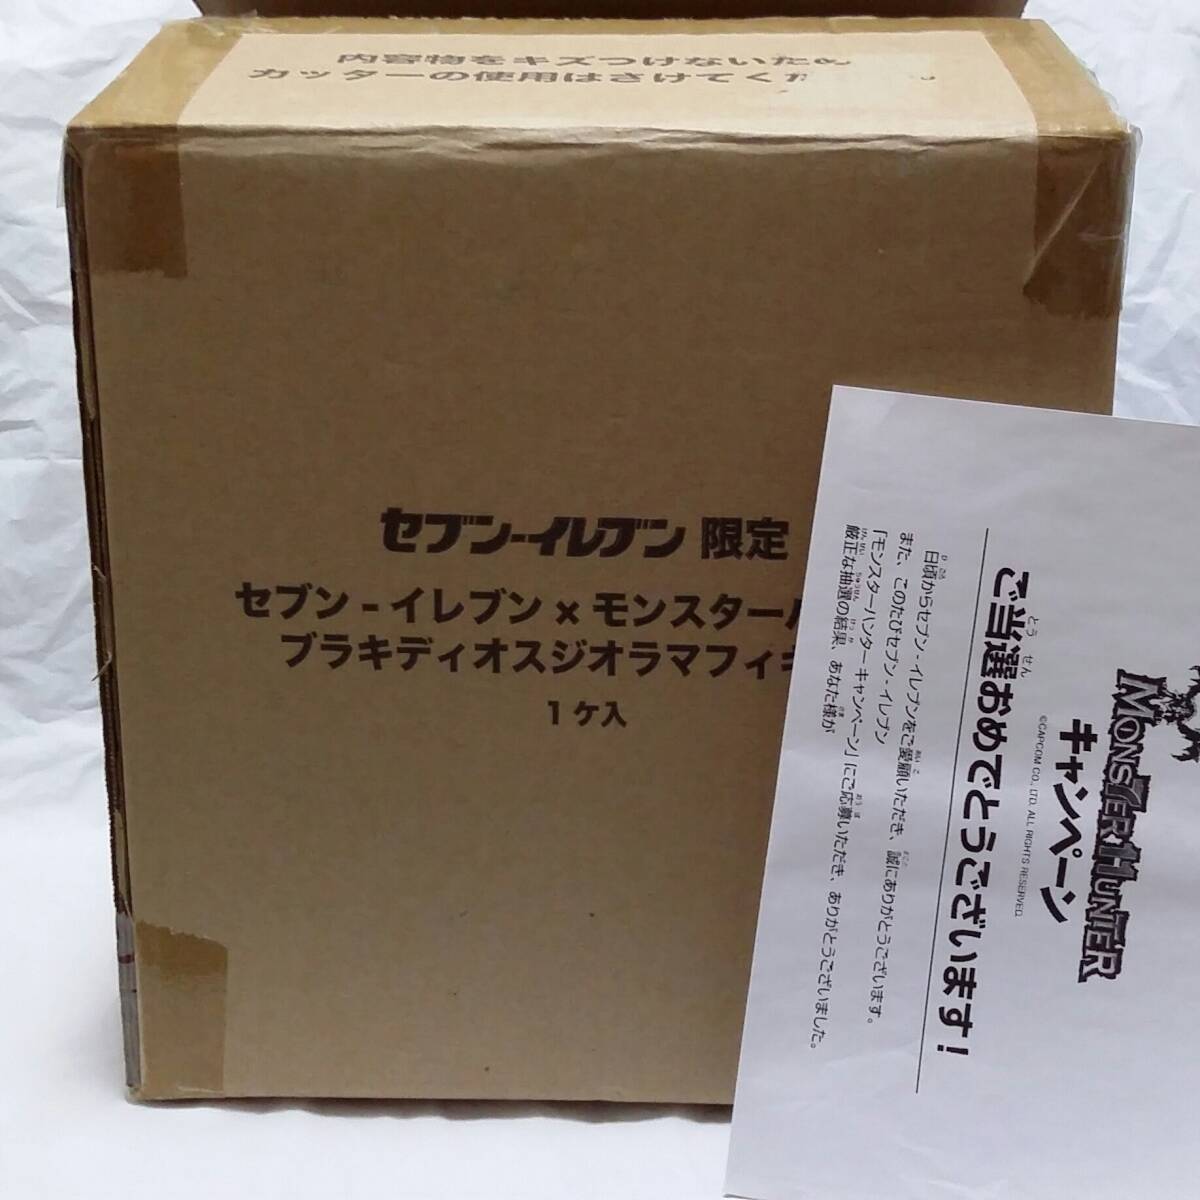 内容物をキズつけないため
カッターの使用はさけてくだ
セブン-イレブン 限定
セブン-イレブン×モンスターハ
ブラキディオスジオラマフィギ
1ケ入
MONSTER HUNTER
キャンペーン
©CAPCOM CO., LTD. ALL RIGHTS RESERVED.
ご当選おめでとうございます!
日頃からセブン-イレブンをご愛顧いただき、誠にありがとうございます。
また、このたびセブン-イレブン
「モンスターハンターキャンペーン」にご応募いただき、ありがとうございました。
厳正な抽選の結果、あなた様が